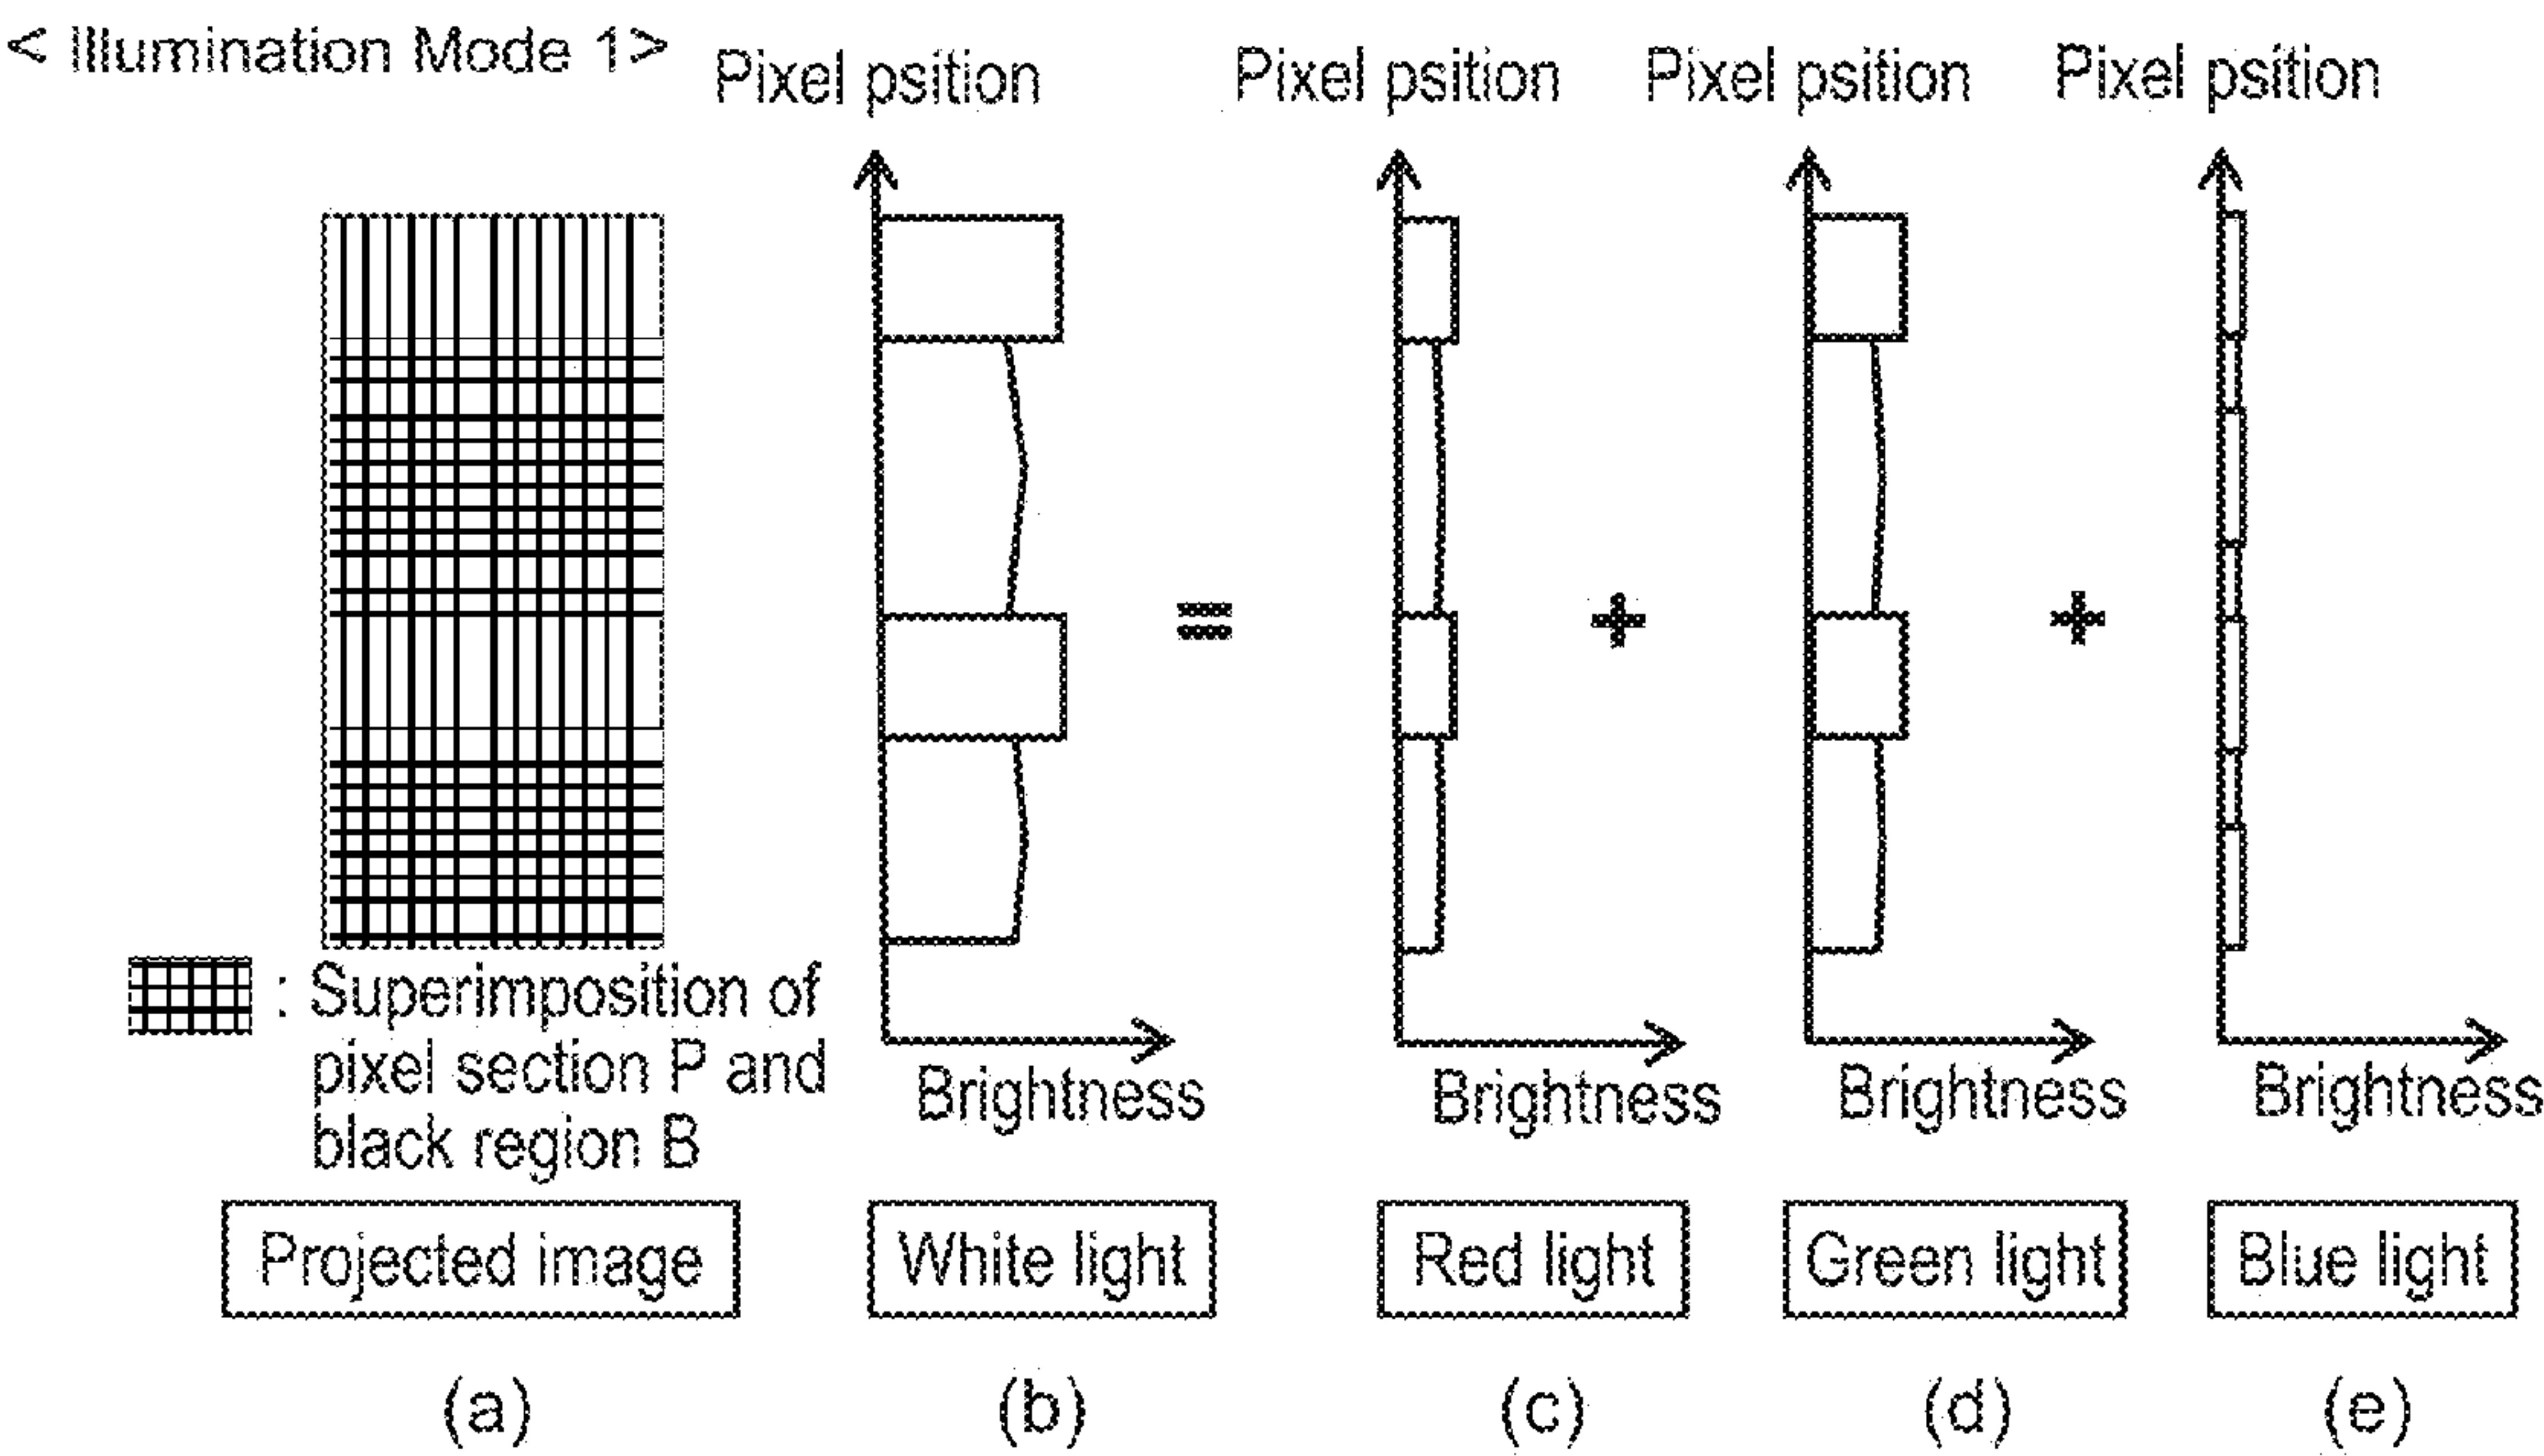 < Illumination Mode 1>
Pixel psition
Pixel psition
Pixel psition
Pixel psition
=
+
+
: Superimposition of
pixel section P and
black region B
Brightness
Brightness
Brightness
Brightness
Projected image
White light
Red light
Green light
Blue light
(a)
(b)
(c)
(d)
(e)